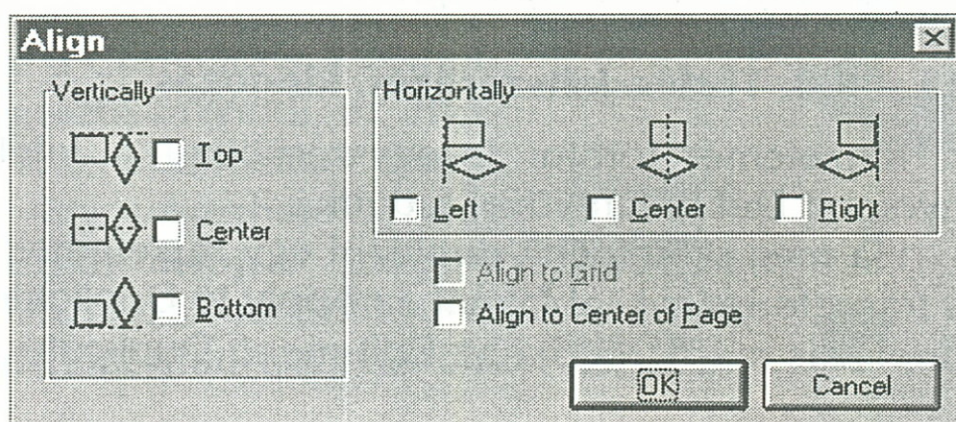 Align
Vertically
Top
Center
Bottom
Horizontally
Left Center Right
Align to Grid
Align to Center of Page
OK Cancel